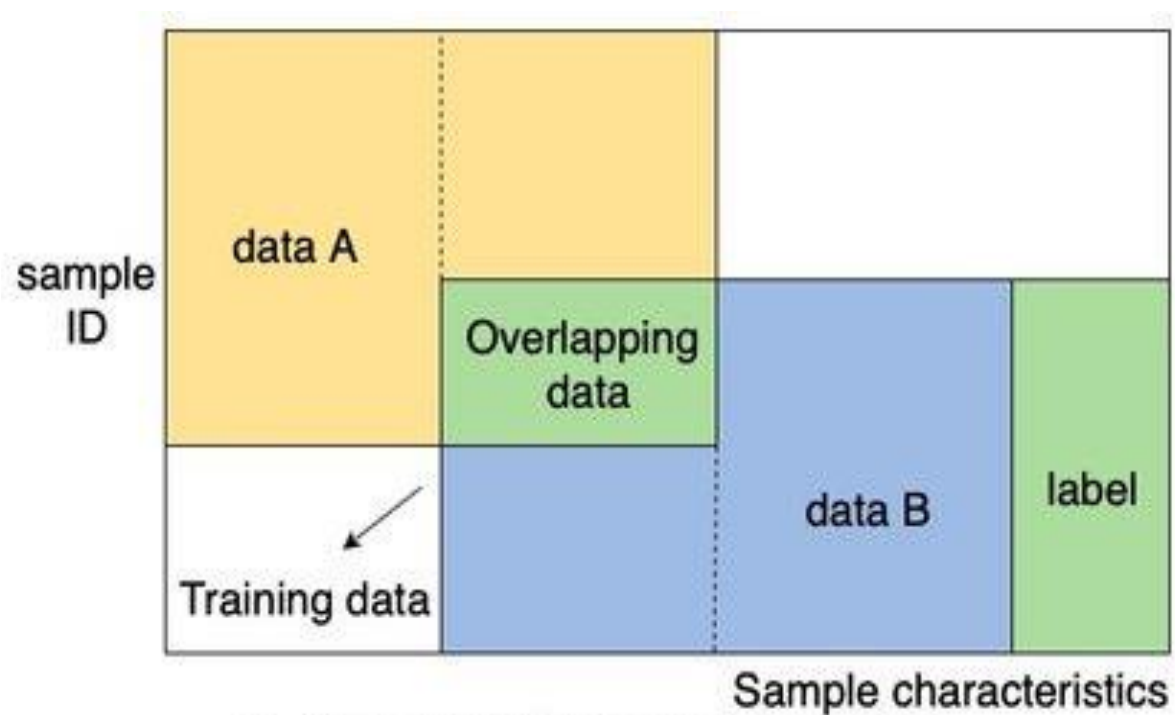 data A
sample
ID
Overlapping
data
data B
label
Training data
Sample characteristics